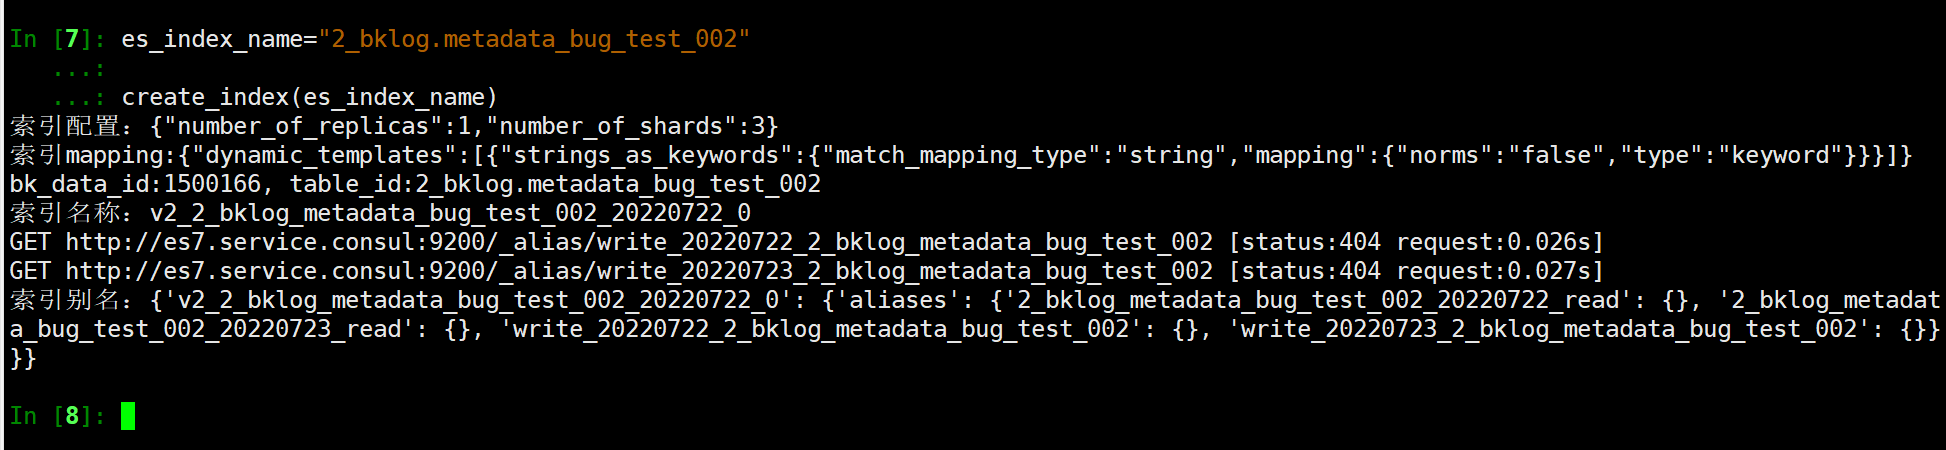 In [7]: es_index_name="2_bklog.metadata_bug_test_002"
   ...:
   ...: create_index(es_index_name)
索引配置：{"number_of_replicas":1,"number_of_shards":3}
索引mapping:{"dynamic_templates":[{"strings_as_keywords":{"match_mapping_type":"string","mapping":{"norms":"false","type":"keyword"}}}]}
bk_data_id:1500166, table_id:2_bklog.metadata_bug_test_002
索引名称：v2_2_bklog_metadata_bug_test_002_20220722_0
GET http://es7.service.consul:9200/_alias/write_20220722_2_bklog_metadata_bug_test_002 [status:404 request:0.026s]
GET http://es7.service.consul:9200/_alias/write_20220723_2_bklog_metadata_bug_test_002 [status:404 request:0.027s]
索引别名：{'v2_2_bklog_metadata_bug_test_002_20220722_0': {'aliases': {'2_bklog_metadata_bug_test_002_20220722_read': {}, '2_bklog_metadat
a_bug_test_002_20220723_read': {}, 'write_20220722_2_bklog_metadata_bug_test_002': {}, 'write_20220723_2_bklog_metadata_bug_test_002': {}}
}}
In [8]: